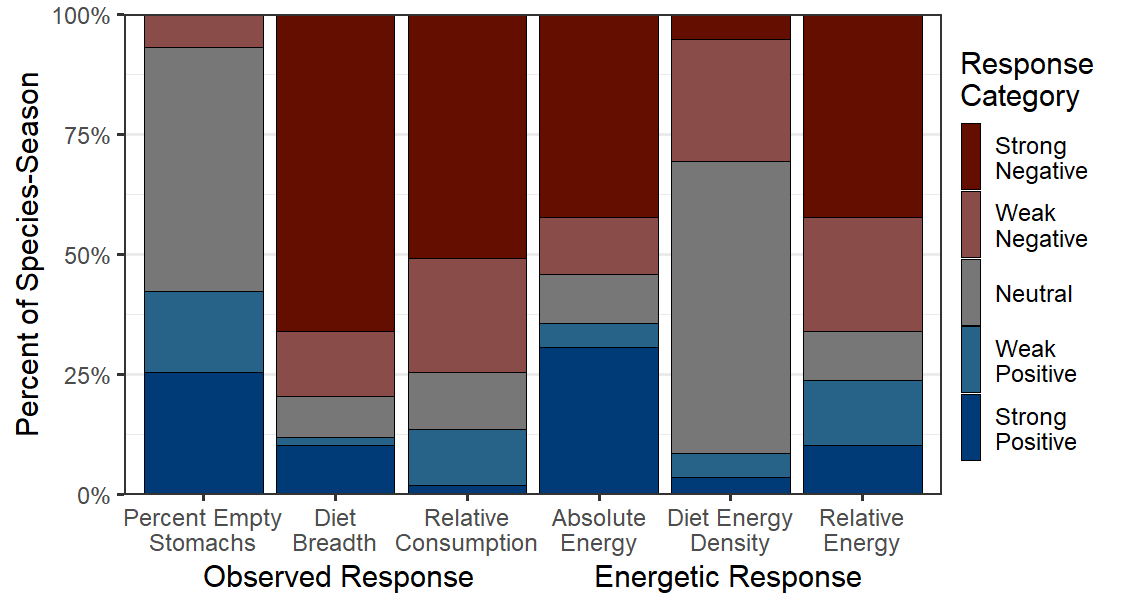 100%
75%
50%
25%
0%
Percent of Species-Season
Percent Empty
Stomachs
Diet
Breadth
Relative
Consumption
Absolute
Energy
Diet Energy
Density
Relative
Energy
Observed Response
Energetic Response
Response
Category
Strong
Negative
Weak
Negative
Neutral
Weak
Positive
Strong
Positive